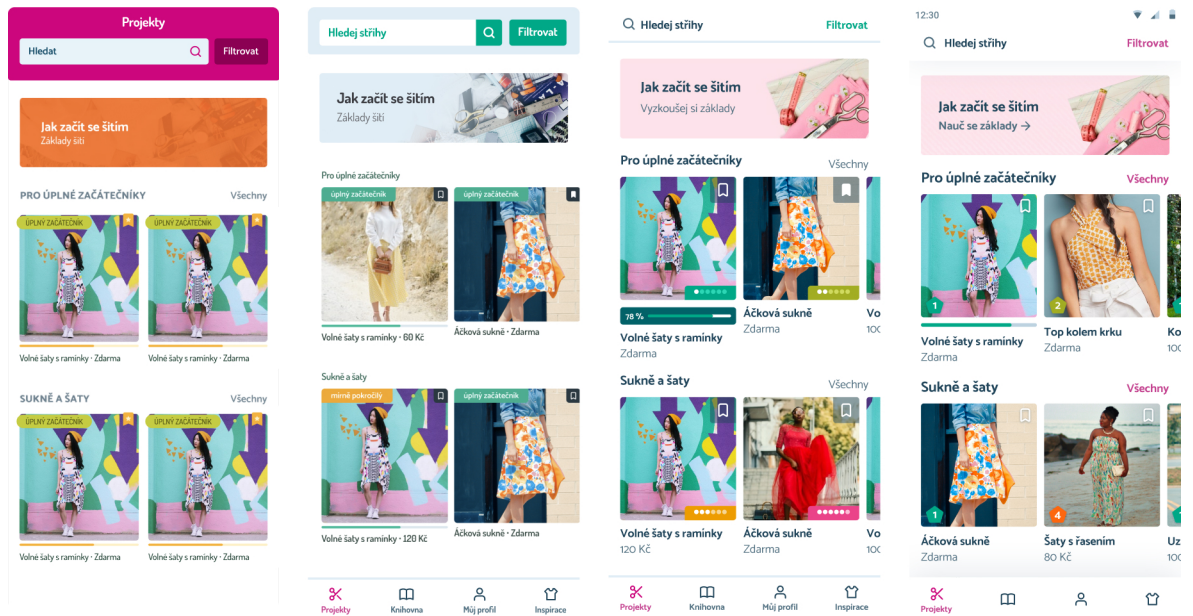 Projekty
Hledat
Filtrovat
Jak začít se šitím
Základy šití
PRO ÚPLNÉ ZAČÁTEČNÍKY
Všechny
ÚPLNÝ ZAČÁTEČNÍK
ÚPLNÝ ZAČÁTEČNÍK
Volné šaty s ramínky · Zdarma
Volné šaty s ramínky · Zdarma
SUKNĚ A ŠATY
Všechny
ÚPLNÝ ZAČÁTEČNÍK
ÚPLNÝ ZAČÁTEČNÍK
Volné šaty s ramínky · Zdarma
Volné šaty s ramínky · Zdarma
Hledej střihy
Filtrovat
Jak začít se šitím
Základy šití
Pro úplné začátečníky
úplný začátečník
úplný začátečník
Volné šaty s ramínky · 60 Kč
Áčková sukně · Zdarma
Sukně a šaty
mírně pokročilý
úplný začátečník
Volné šaty s ramínky · 120 Kč
Áčková sukně · Zdarma
Projekty
Knihovna
Můj profil
Inspirace
Hledej střihy
Filtrovat
Jak začít se šitím
Vyzkoušej si základy
Pro úplné začátečníky
Všechny
78 %
Volné šaty s ramínky
Zdarma
Áčková sukně
Zdarma
Vo
100
Sukně a šaty
Všechny
Volné šaty s ramínky
120 Kč
Áčková sukně
Zdarma
Vo
100
Projekty
Knihovna
Můj profil
Inspirace
12:30
Hledej střihy
Filtrovat
Jak začít se šitím
Nauč se základy →
Pro úplné začátečníky
Všechny
1
2
Volné šaty s ramínky
Zdarma
Top kolem krku
Zdarma
Ko
100
Sukně a šaty
Všechny
1
4
Áčková sukně
Zdarma
Šaty s řasením
80 Kč
Uz
100
Projekty